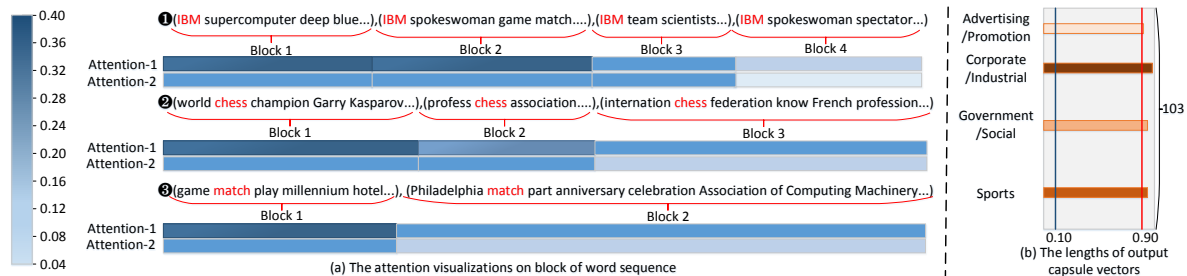 0.40
0.36
0.32
0.28
0.24
0.20
0.16
0.12
0.08
0.04
❶(IBM supercomputer deep blue...),(IBM spokeswoman game match....),(IBM team scientists...),(IBM spokeswoman spectator...)
Block 1 Block 2 Block 3 Block 4
Attention-1
Attention-2
❷(world chess champion Garry Kasparov...),(profess chess association....),(internation chess federation know French profession...)
Block 1 Block 2 Block 3
Attention-1
Attention-2
❸(game match play millennium hotel...), (Philadelphia match part anniversary celebration Association of Computing Machinery...)
Block 1 Block 2
Attention-1
Attention-2
(a) The attention visualizations on block of word sequence
Advertising
/Promotion
Corporate
/Industrial
Government
/Social
Sports
103
0.10 0.90
(b) The lengths of output
capsule vectors